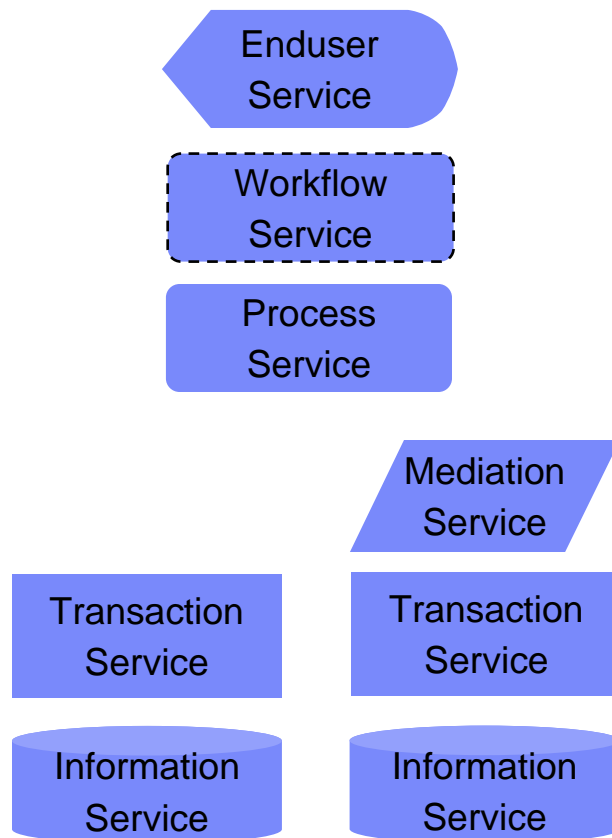 Enduser
Service
Workflow
Service
Process
Service
Mediation
Service
Transaction
Service
Transaction
Service
Information
Service
Information
Service